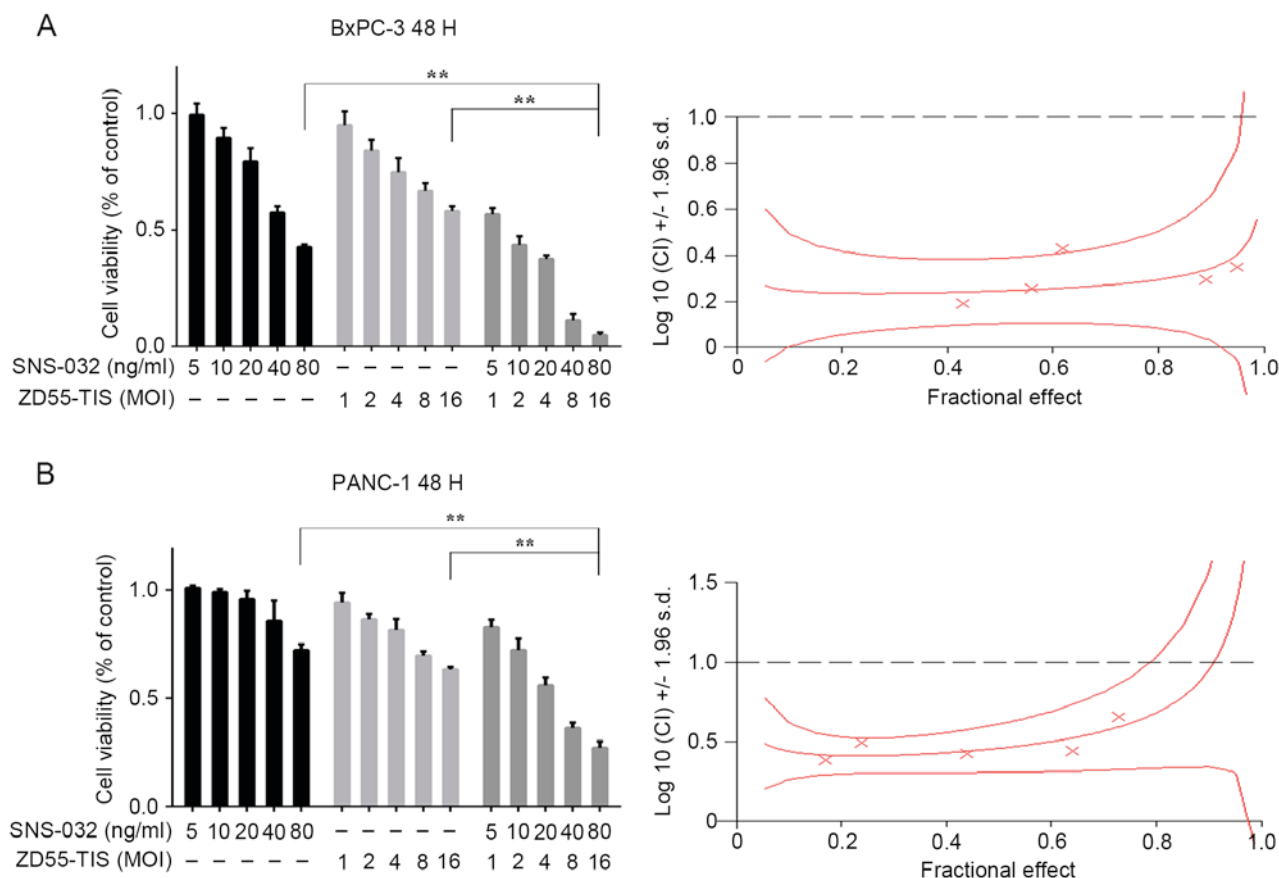 A
BxPC-3 48 H
**
**
Cell viability (% of control)
1.0
0.5
0.0
SNS-032 (ng/ml) 5 10 20 40 80 – – – – – 5 10 20 40 80
ZD55-TIS (MOI) – – – – – 1 2 4 8 16 1 2 4 8 16
Log 10 (CI) +/- 1.96 s.d.
1.0
0.8
0.6
0.4
0.2
0
0 0.2 0.4 0.6 0.8 1.0
Fractional effect
B
PANC-1 48 H
**
**
Cell viability (% of control)
1.0
0.5
0.0
SNS-032 (ng/ml) 5 10 20 40 80 – – – – – 5 10 20 40 80
ZD55-TIS (MOI) – – – – – 1 2 4 8 16 1 2 4 8 16
Log 10 (CI) +/- 1.96 s.d.
1.5
1.0
0.5
0
0 0.2 0.4 0.6 0.8 1.0
Fractional effect